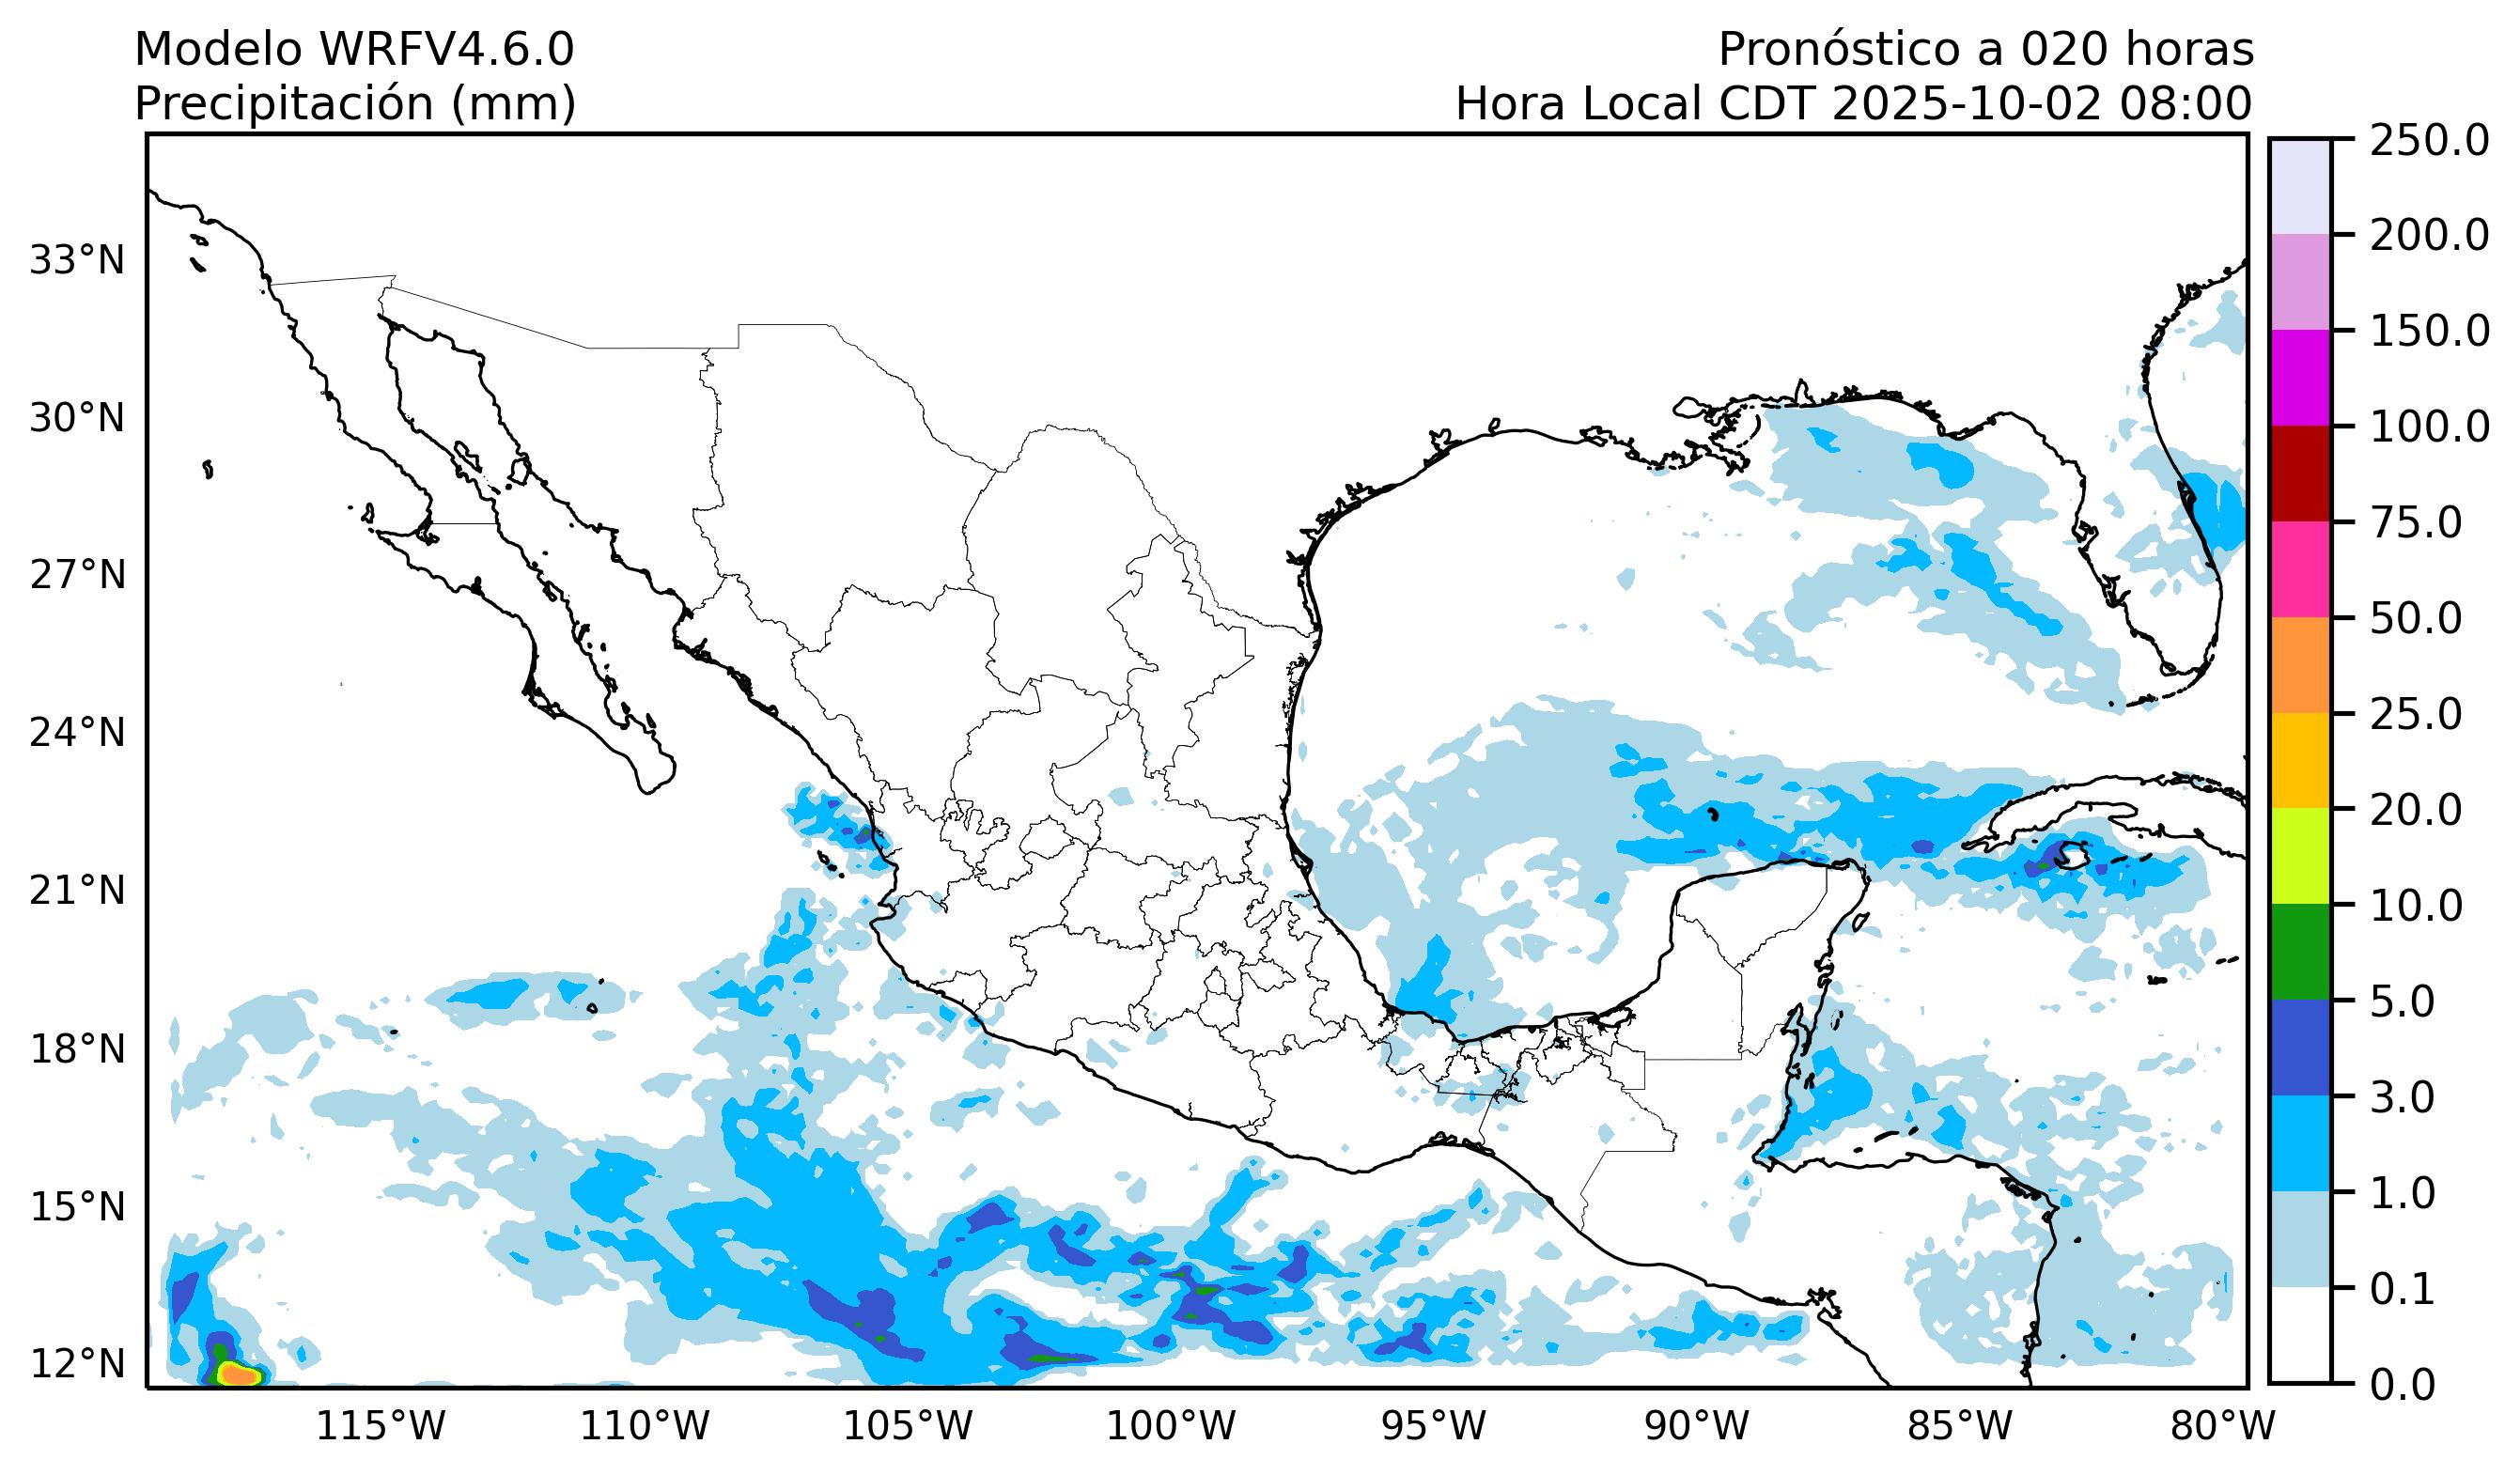 Modelo WRFV4.6.0
Precipitación (mm)
Pronóstico a 020 horas
Hora Local CDT 2025-10-02 08:00
33°N
30°N
27°N
24°N
21°N
18°N
15°N
12°N
115°W
110°W
105°W
100°W
95°W
90°W
85°W
80°W
250.0
200.0
150.0
100.0
75.0
50.0
25.0
20.0
10.0
5.0
3.0
1.0
0.1
0.0